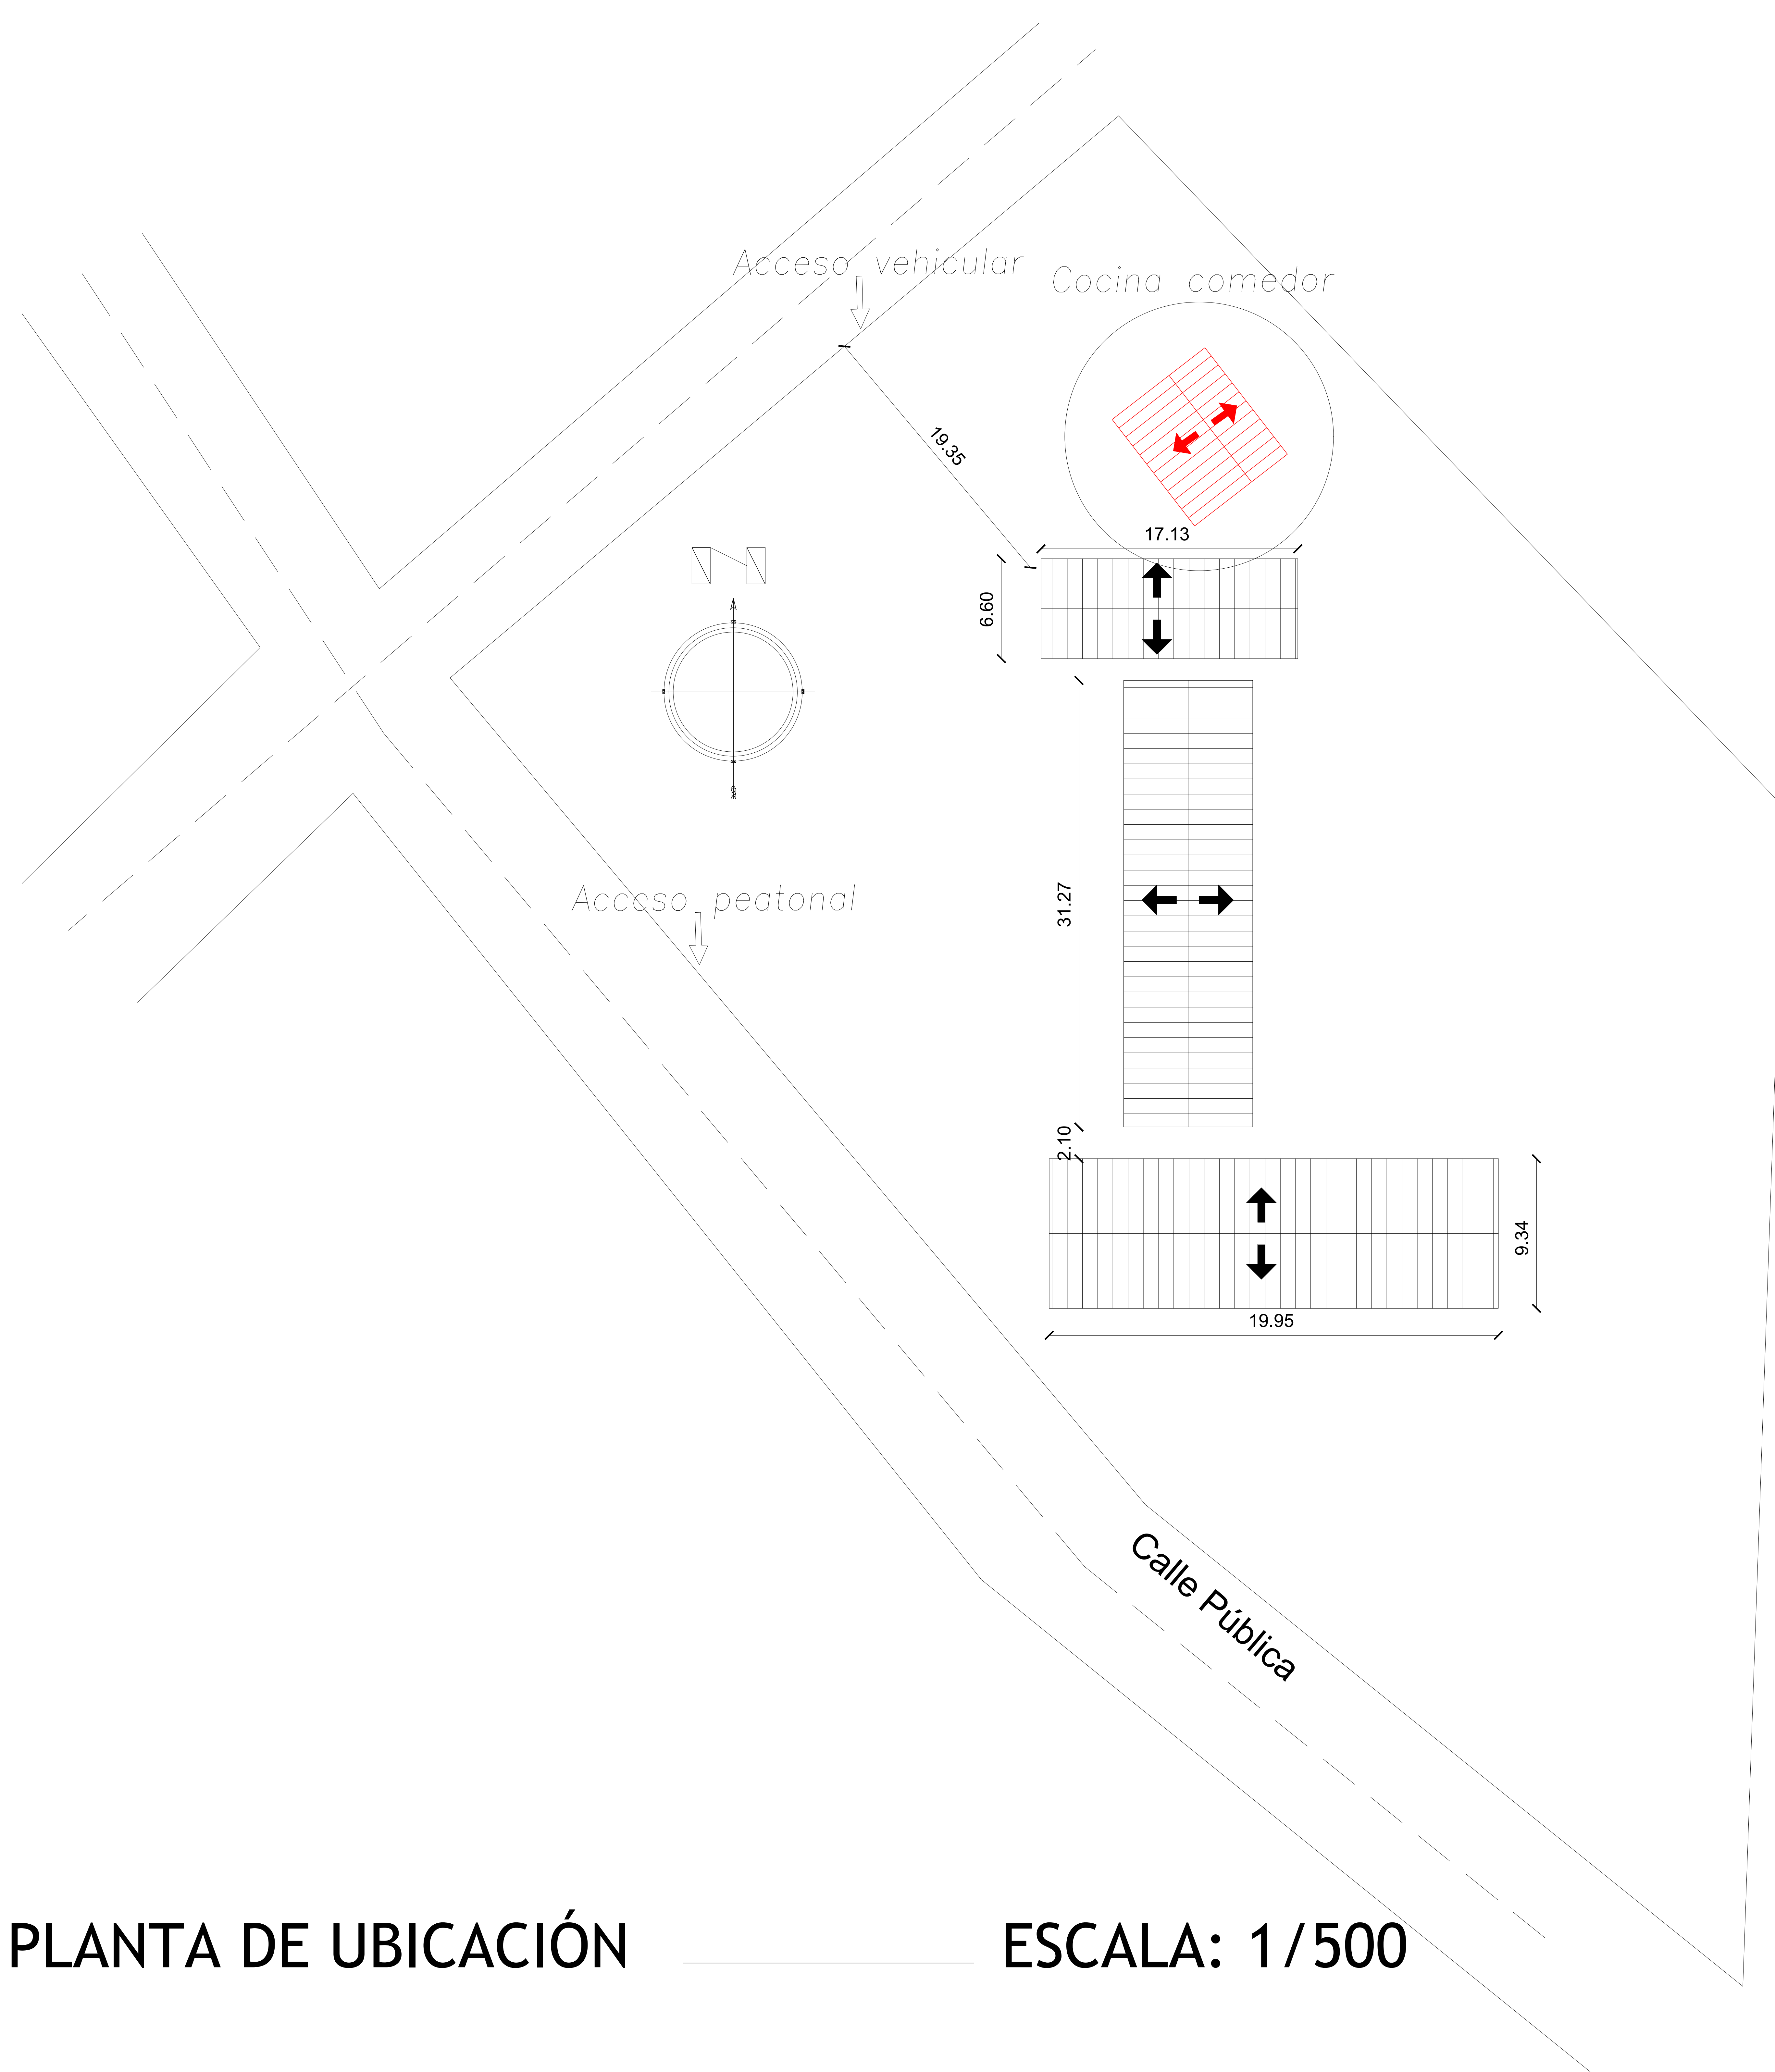 Acceso vehicular
Cocina comedor
19.35
17.13
6.60
N
Acceso peatonal
31.27
2.10
9.34
19.95
Calle Pública
PLANTA DE UBICACIÓN
ESCALA: 1/500